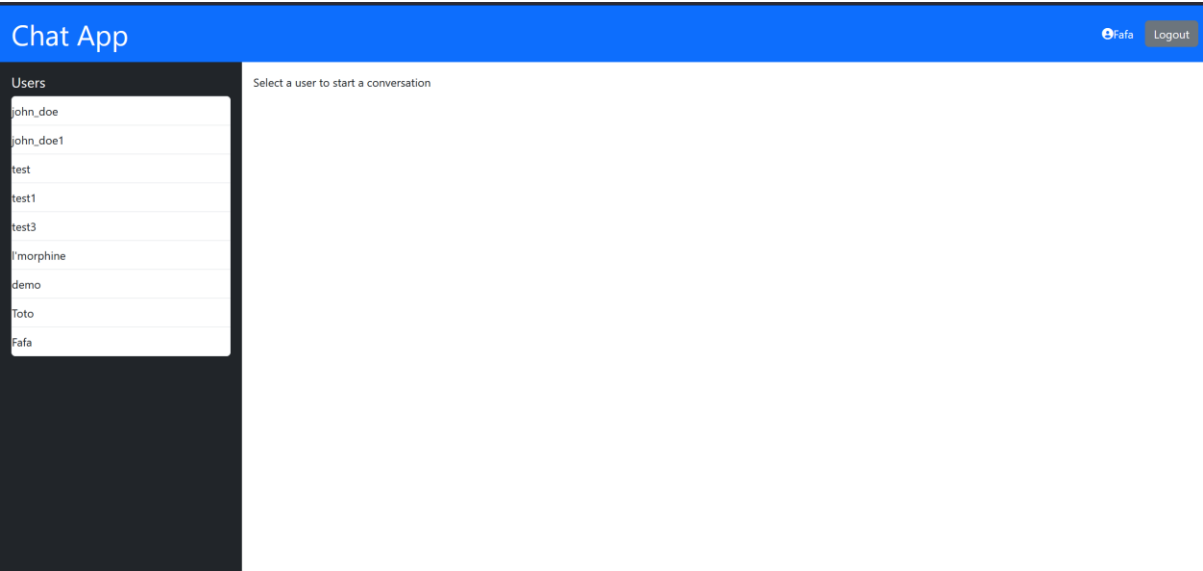 Chat App
Fafa
Logout
Users
john_doe
john_doe1
test
test1
test3
l'morphine
demo
Toto
Fafa
Select a user to start a conversation